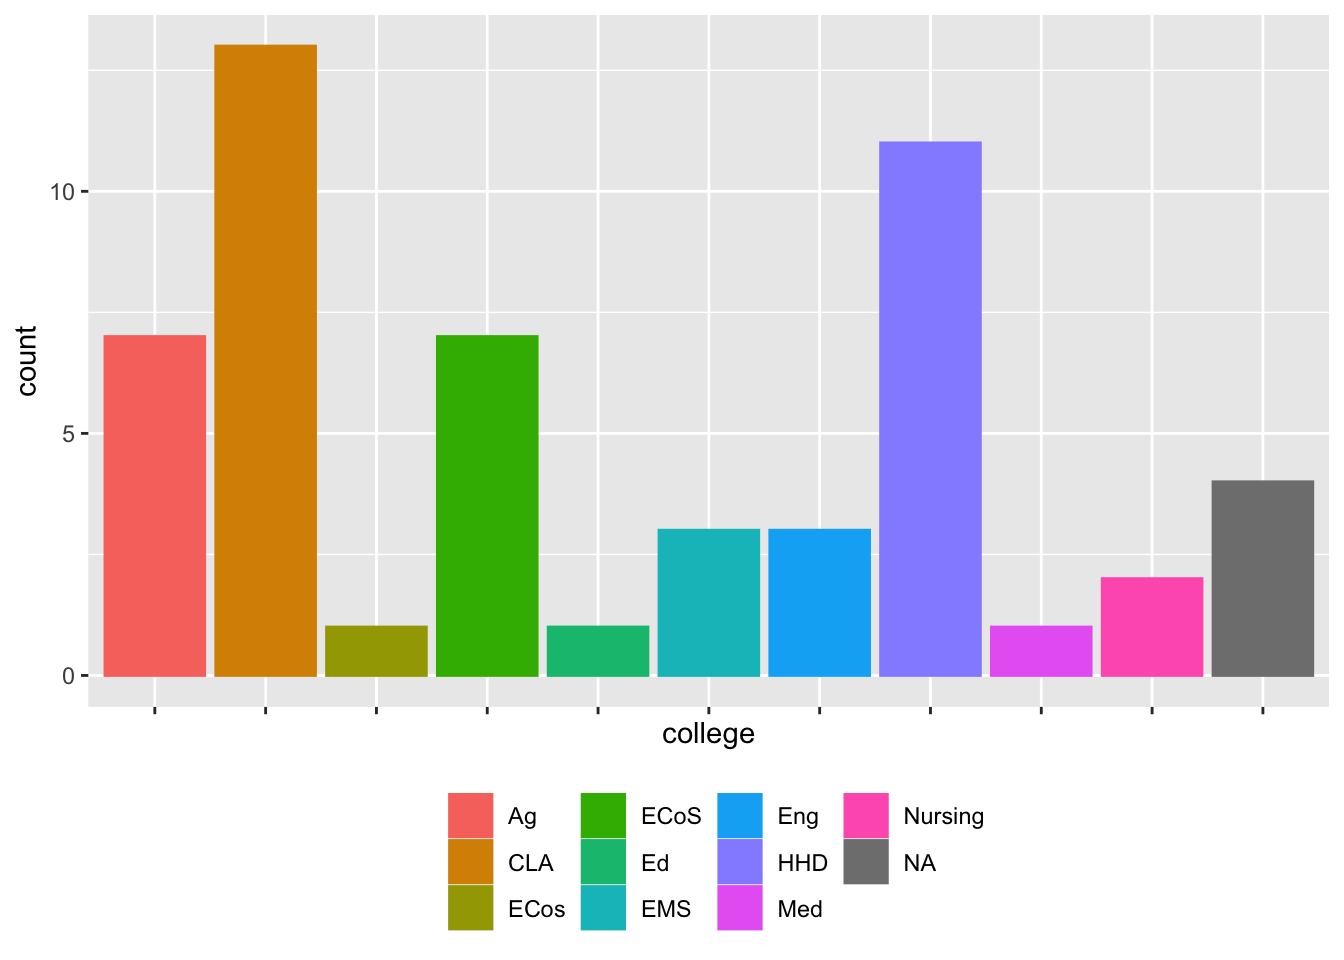 10
5
0
count
college
Ag ECoS Eng Nursing
CLA Ed HHD NA
ECos EMS Med